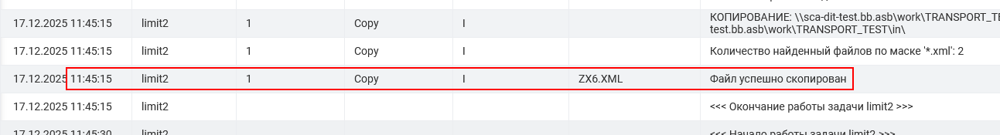 17.12.2025 11:45:15 limit2 1 Copy I КОПИРОВАНИЕ: \\sca-dit-test.bb.asb\work\TRANSPORT_TE
test.bb.asb\work\TRANSPORT_TEST\in\
17.12.2025 11:45:15 limit2 1 Copy I Количество найденный файлов по маске '*.xml': 2
17.12.2025 11:45:15 limit2 1 Copy I ZX6.XML Файл успешно скопирован
17.12.2025 11:45:15 limit2 <<< Окончание работы задачи limit2 >>>
17.12.2025 11:45:30 limit2 <<< Начало работы задачи limit2 >>>